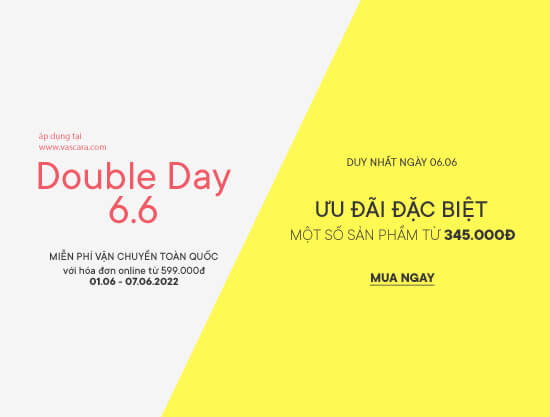 áp dụng tại
www.vascara.com
Double Day
6.6
MIỄN PHÍ VẬN CHUYỂN TOÀN QUỐC
với hóa đơn online từ 599.000đ
01.06 - 07.06.2022
DUY NHẤT NGÀY 06.06
ƯU ĐÃI ĐẶC BIỆT
MỘT SỐ SẢN PHẨM TỪ 345.000Đ
MUA NGAY